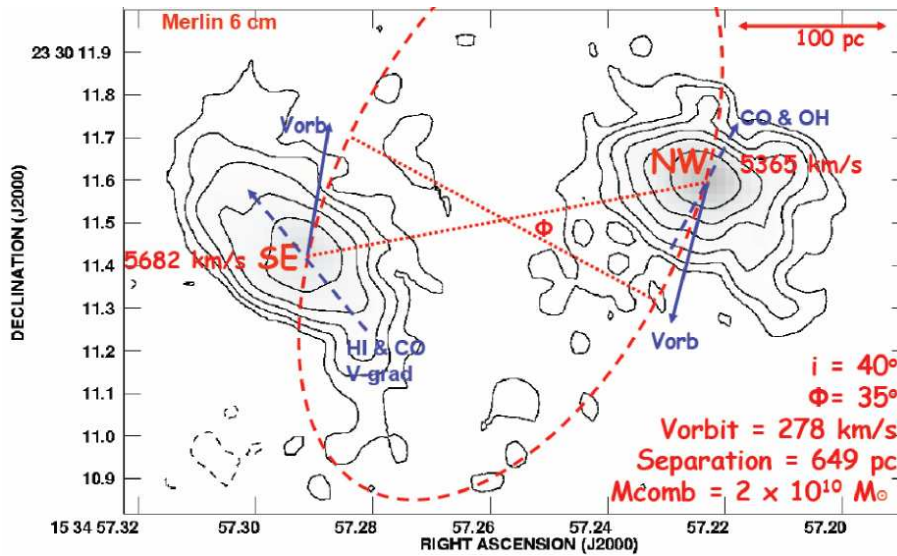 Merlin 6 cm
100 pc
23 30 11.9
11.8
11.7
11.6
11.5
11.4
11.3
11.2
11.1
11.0
10.9
DECLINATION (J2000)
Vorb
CO & OH
NW
5365 km/s
Φ
5682 km/s SE
HI & CO
V-grad
Vorb
i = 40°
Φ= 35°
Vorbit = 278 km/s
Separation = 649 pc
Mcomb = 2 x 10¹⁰ M☉
15 34 57.32 57.30 57.28 57.26 57.24 57.22 57.20
RIGHT ASCENSION (J2000)